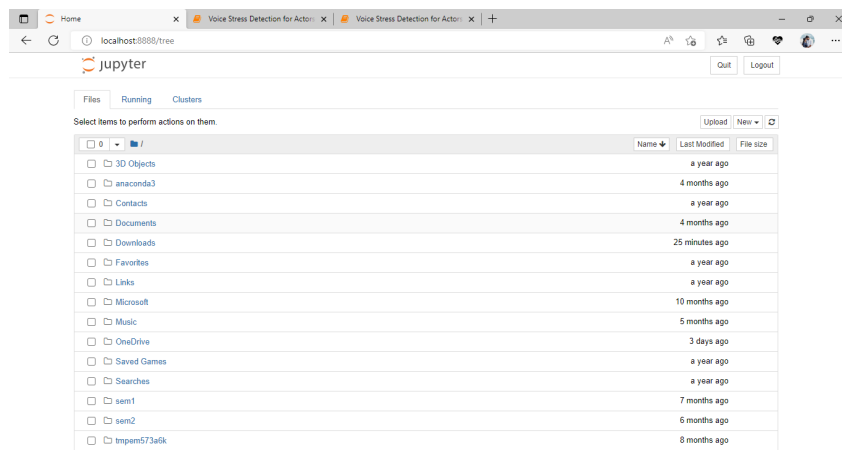 Home
Voice Stress Detection for Actors
Voice Stress Detection for Actors
localhost:8888/tree
jupyter
Quit Logout
Files Running Clusters
Select items to perform actions on them.
Upload New
0 /
Name Last Modified File size
3D Objects a year ago
anaconda3 4 months ago
Contacts a year ago
Documents 4 months ago
Downloads 25 minutes ago
Favorites a year ago
Links a year ago
Microsoft 10 months ago
Music 5 months ago
OneDrive 3 days ago
Saved Games a year ago
Searches a year ago
sem1 7 months ago
sem2 6 months ago
tmpem573a6k 8 months ago